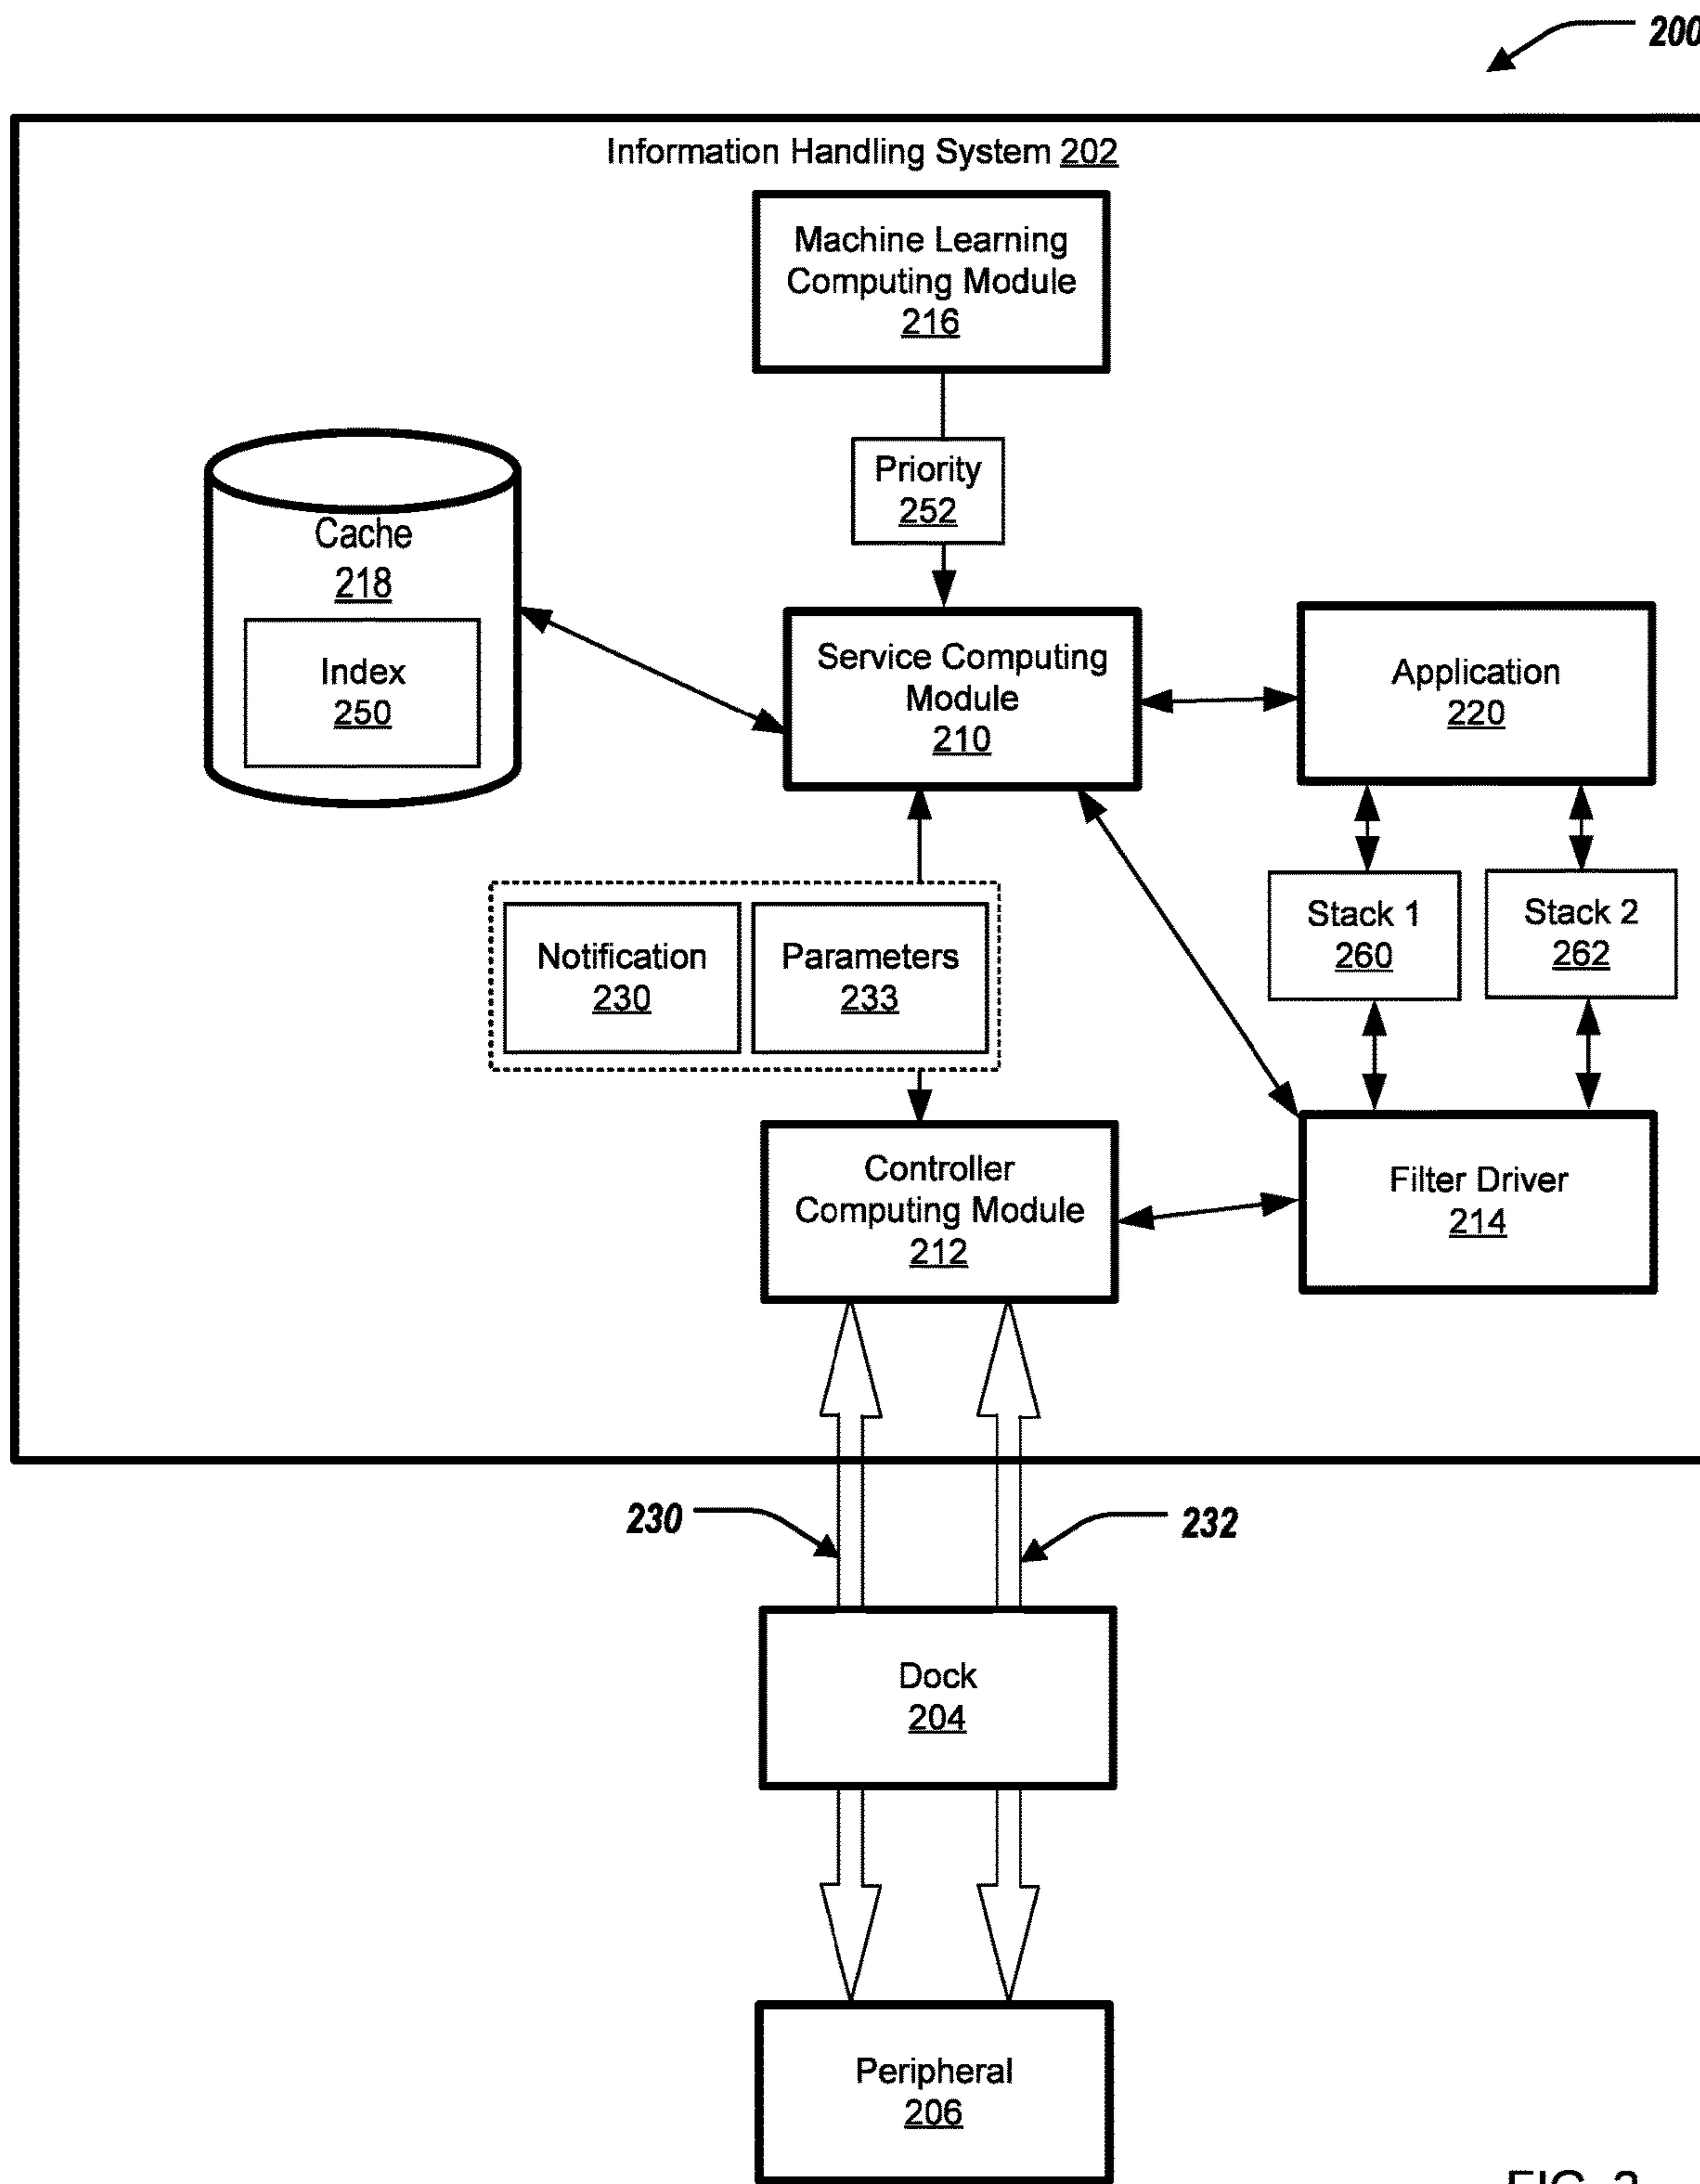 200
Information Handling System 202
Machine Learning
Computing Module
216
Priority
252
Cache
218
Index
250
Service Computing
Module
210
Application
220
Notification
230
Parameters
233
Stack 1
260
Stack 2
262
Controller
Computing Module
212
Filter Driver
214
230
232
Dock
204
Peripheral
206